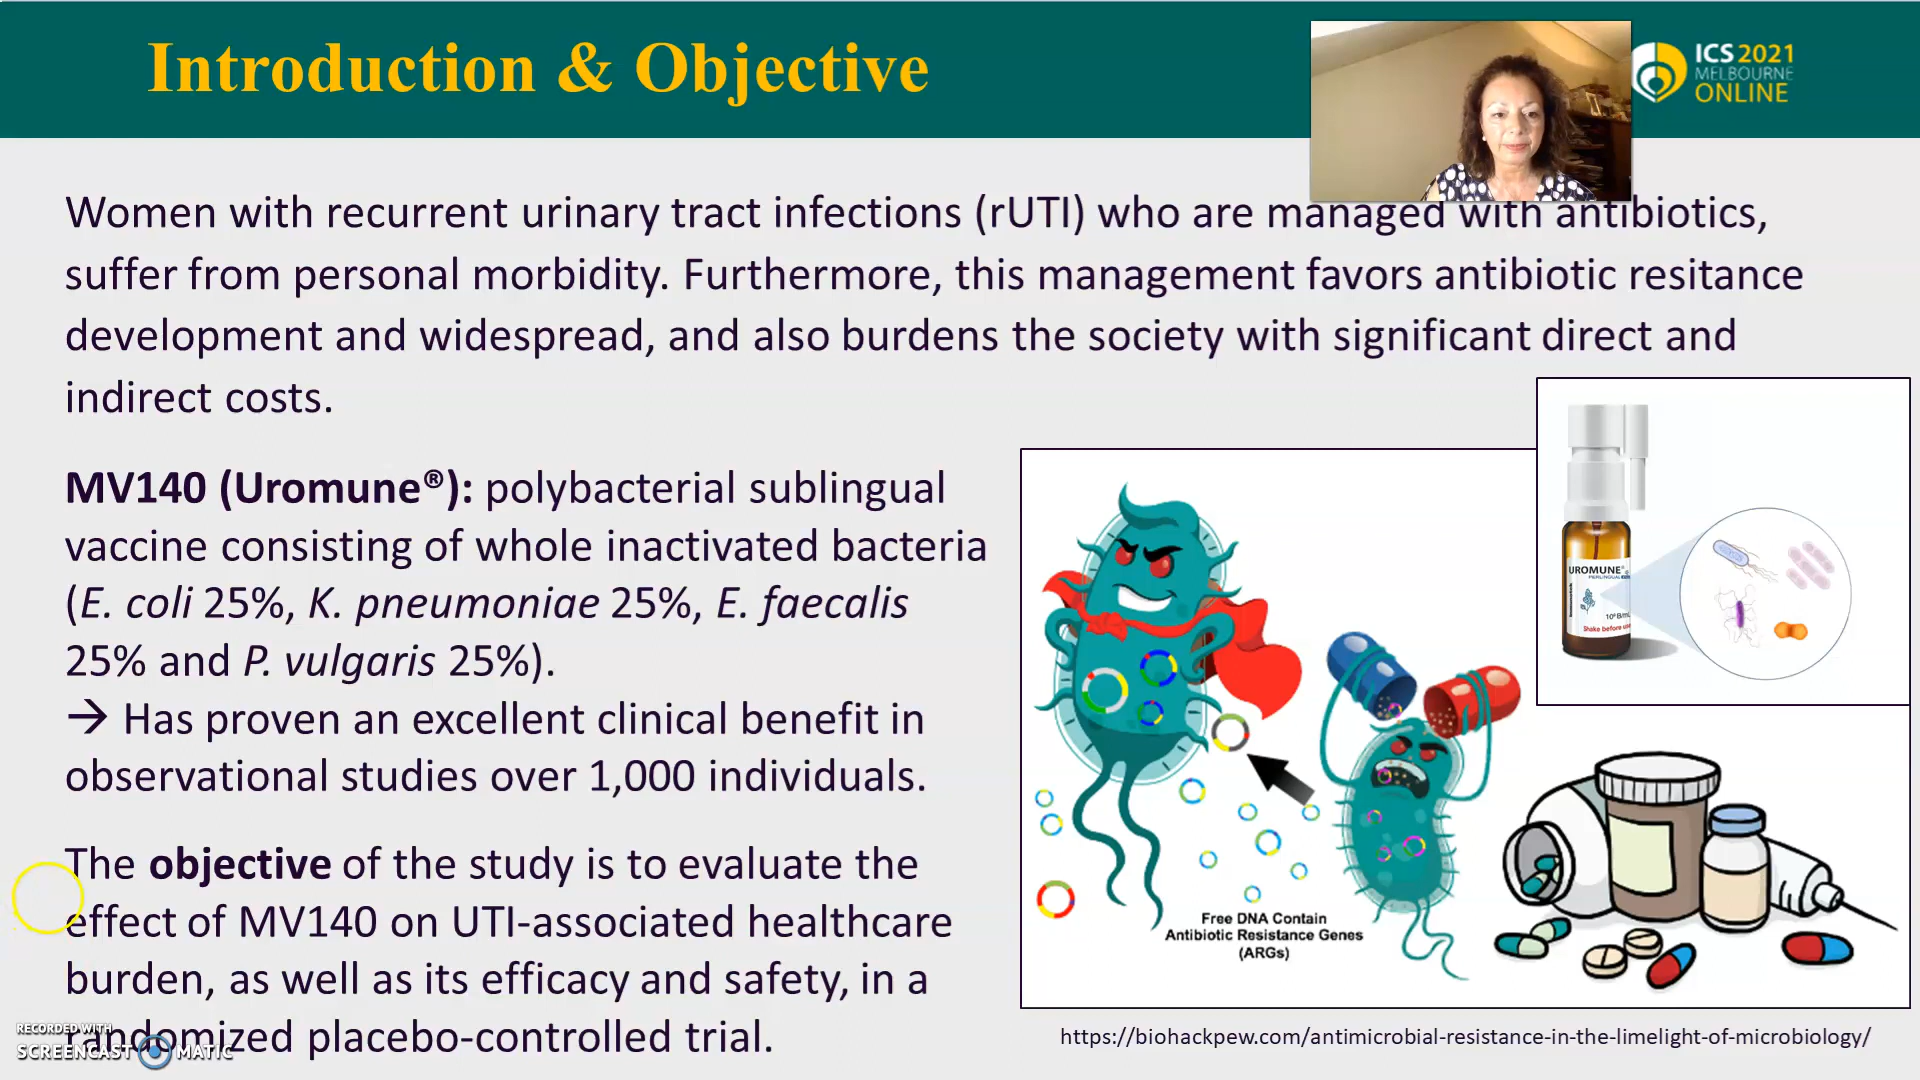 Introduction & Objective
ICS 2021
MELBOURNE
ONLINE
Women with recurrent urinary tract infections (rUTI) who are managed with antibiotics,
suffer from personal morbidity. Furthermore, this management favors antibiotic resitance
development and widespread, and also burdens the society with significant direct and
indirect costs.
MV140 (Uromune®): polybacterial sublingual
vaccine consisting of whole inactivated bacteria
(E. coli 25%, K. pneumoniae 25%, E. faecalis
25% and P. vulgaris 25%).
→ Has proven an excellent clinical benefit in
observational studies over 1,000 individuals.
The objective of the study is to evaluate the
effect of MV140 on UTI-associated healthcare
burden, as well as its efficacy and safety, in a
randomized placebo-controlled trial.
UROMUNE®
Shake before use
Free DNA Contain
Antibiotic Resistance Genes
(ARGs)
https://biohackpew.com/antimicrobial-resistance-in-the-limelight-of-microbiology/
RECORDED WITH
SCREENCAST MATIC